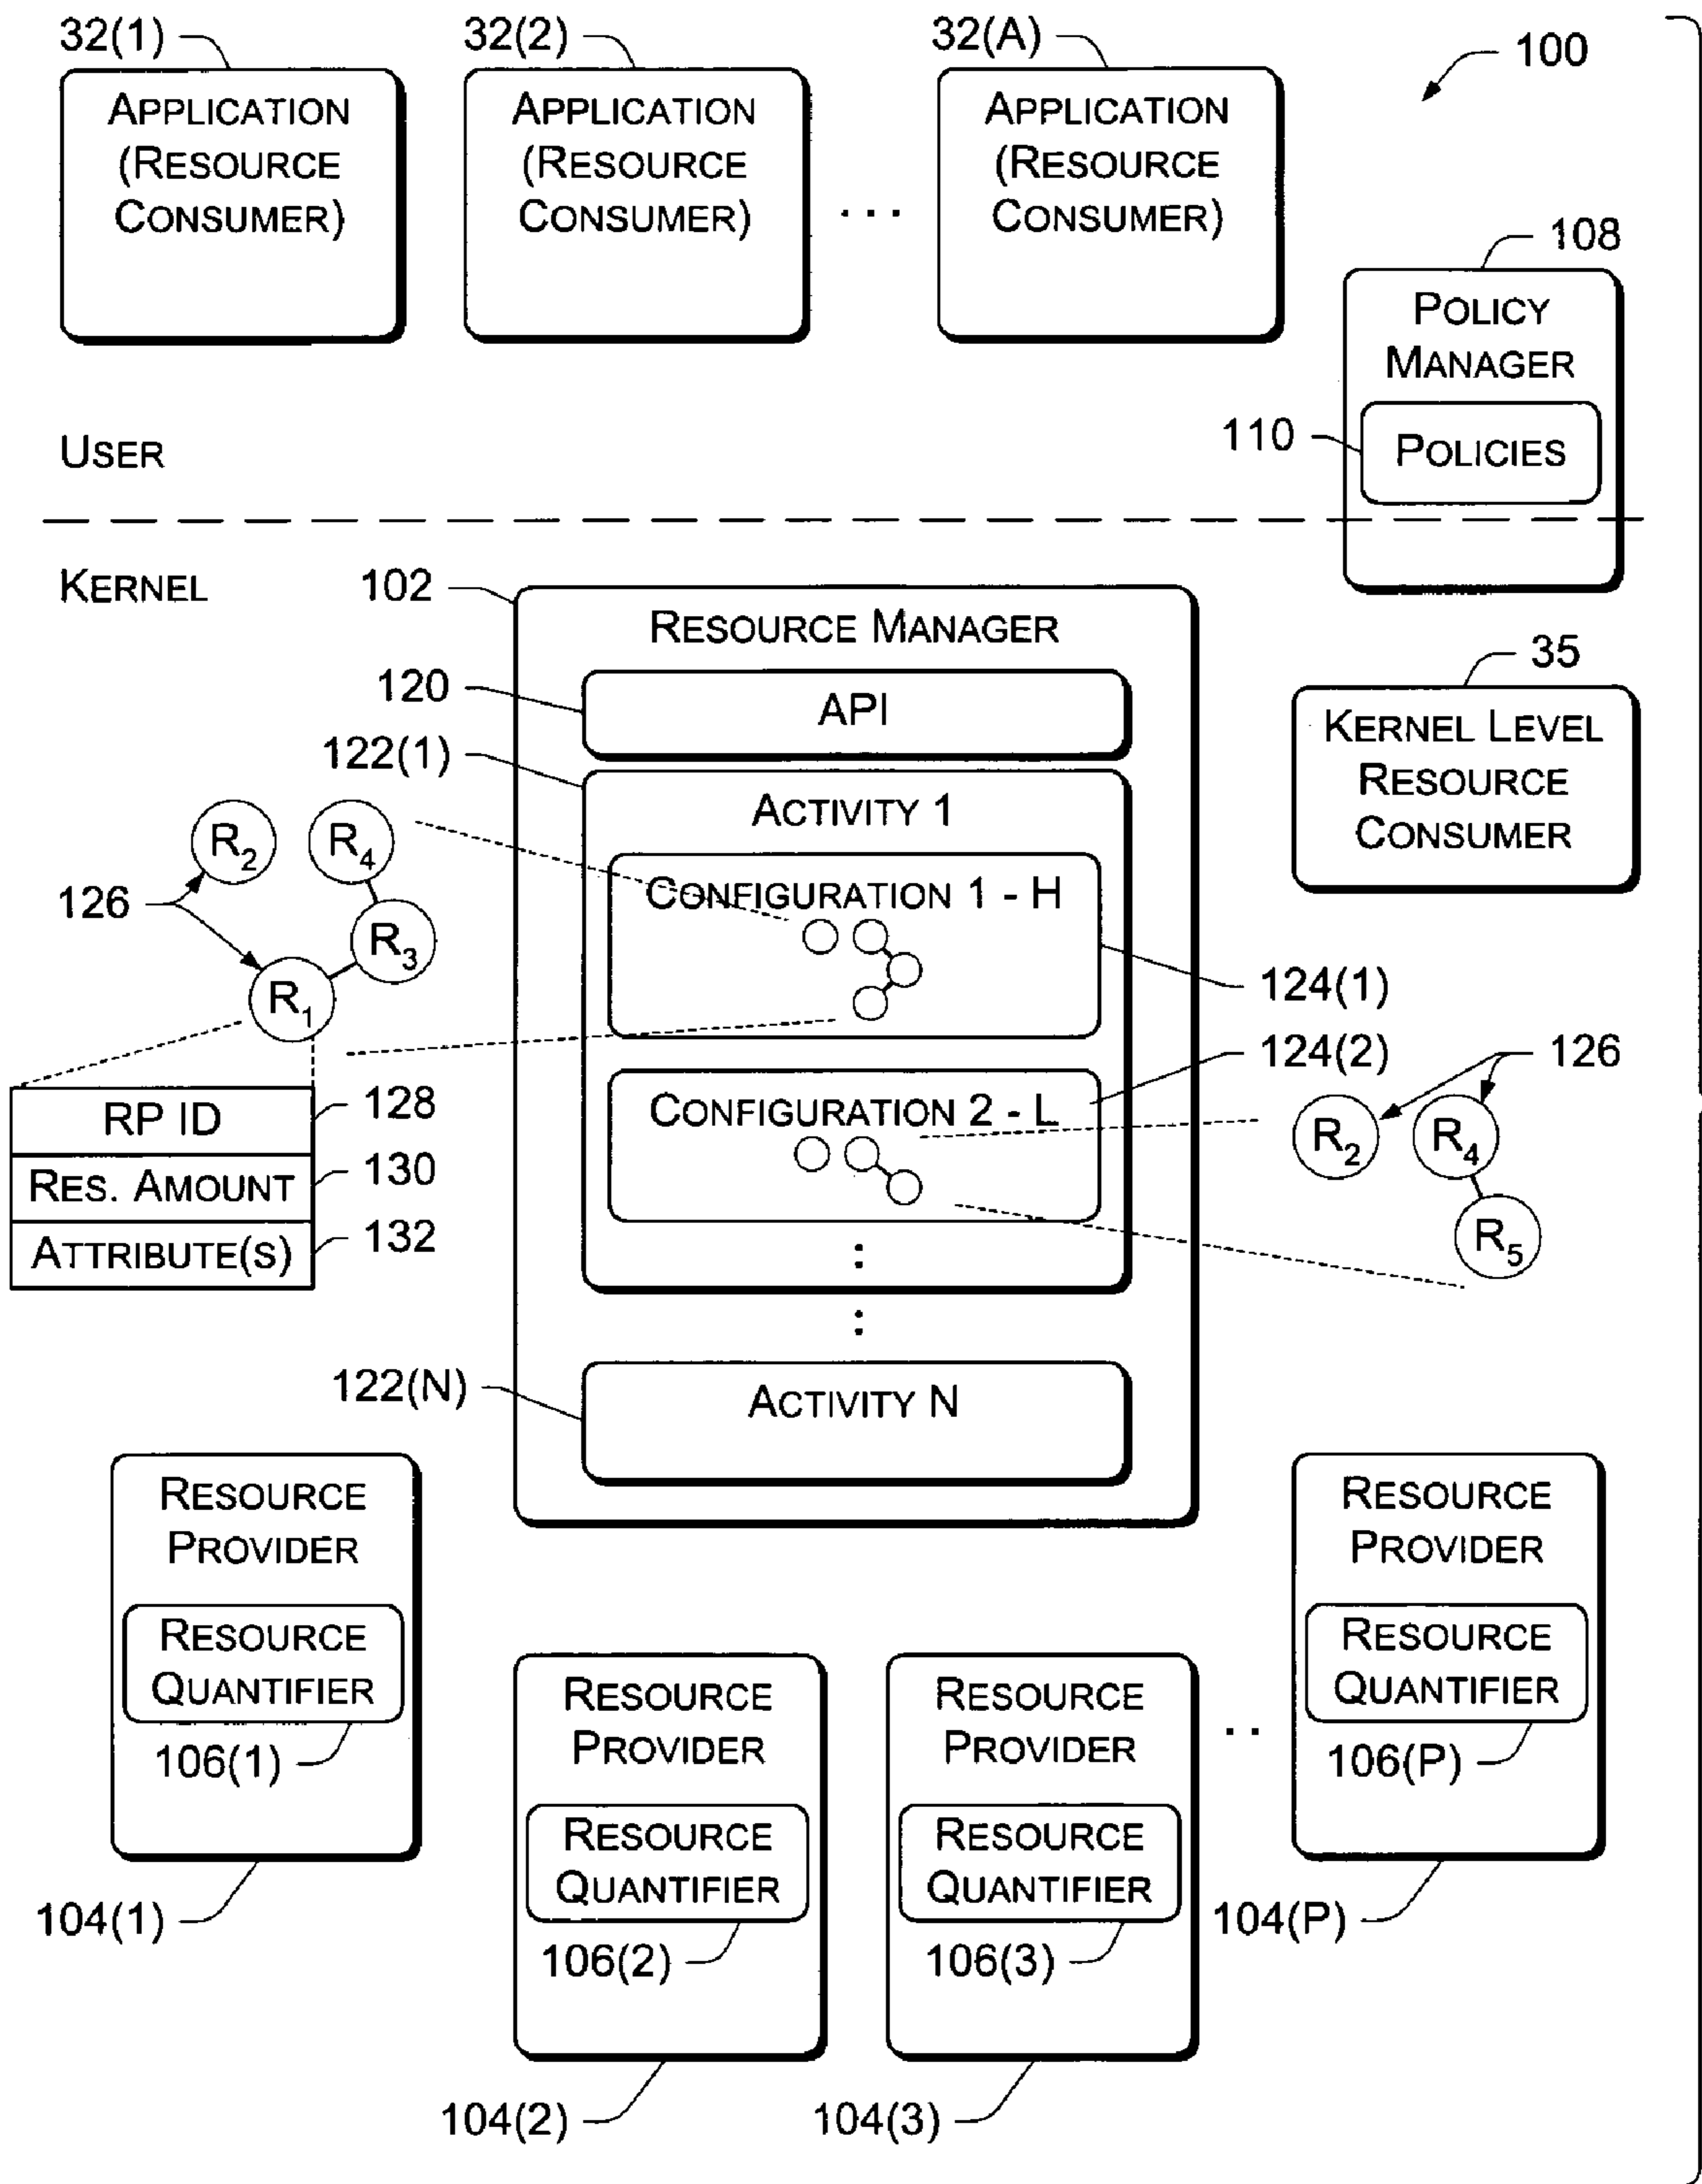 32(1)
32(2)
32(A)
100
APPLICATION
(RESOURCE
CONSUMER)
APPLICATION
(RESOURCE
CONSUMER)
. . .
APPLICATION
(RESOURCE
CONSUMER)
108
POLICY
MANAGER
110
POLICIES
USER
KERNEL
102
RESOURCE MANAGER
120
API
35
KERNEL LEVEL
RESOURCE
CONSUMER
122(1)
ACTIVITY 1
CONFIGURATION 1 - H
124(1)
R2
R4
126
R3
R1
RP ID
128
RES. AMOUNT
130
ATTRIBUTE(S)
132
124(2)
CONFIGURATION 2 - L
126
R2
R4
R5
:
:
122(N)
ACTIVITY N
RESOURCE
PROVIDER
RESOURCE
QUANTIFIER
106(1)
104(1)
RESOURCE
PROVIDER
RESOURCE
QUANTIFIER
106(2)
104(2)
RESOURCE
PROVIDER
RESOURCE
QUANTIFIER
106(3)
104(3)
. .
RESOURCE
PROVIDER
RESOURCE
QUANTIFIER
106(P)
104(P)